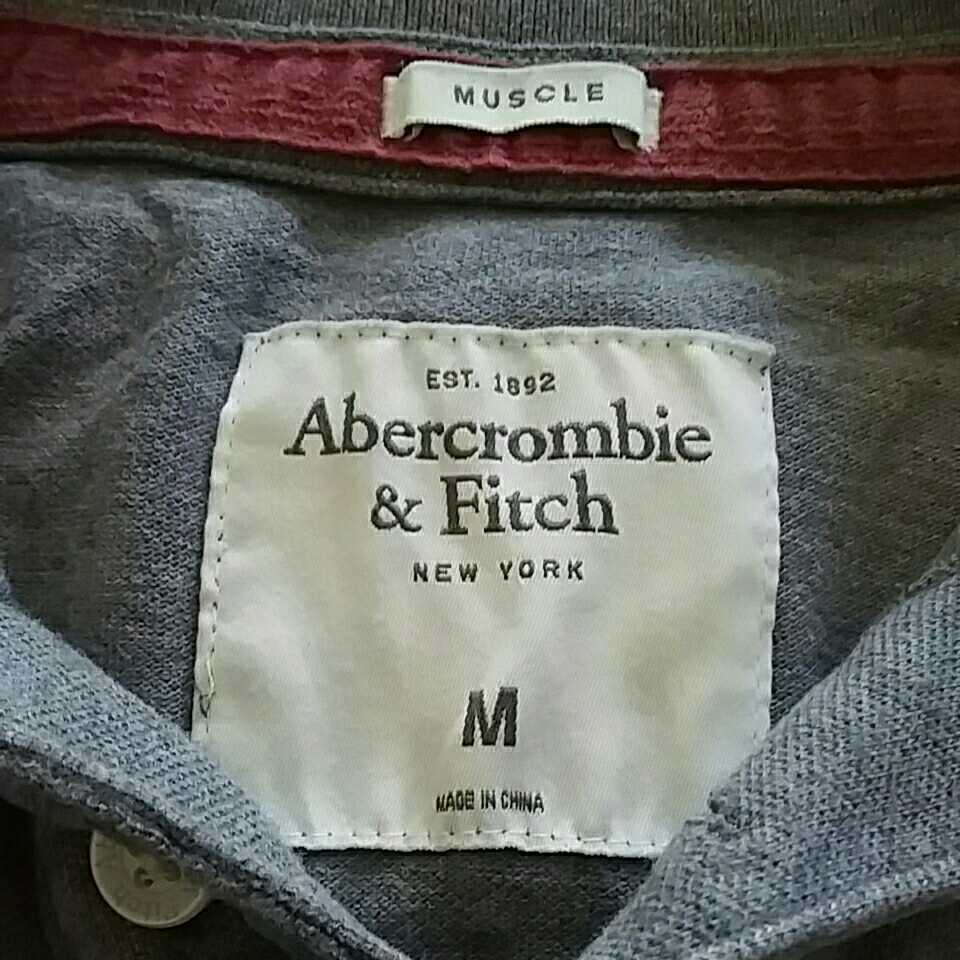 MUSCLE
EST. 1892
Abercrombie
& Fitch
NEW YORK
M
MADE IN CHINA